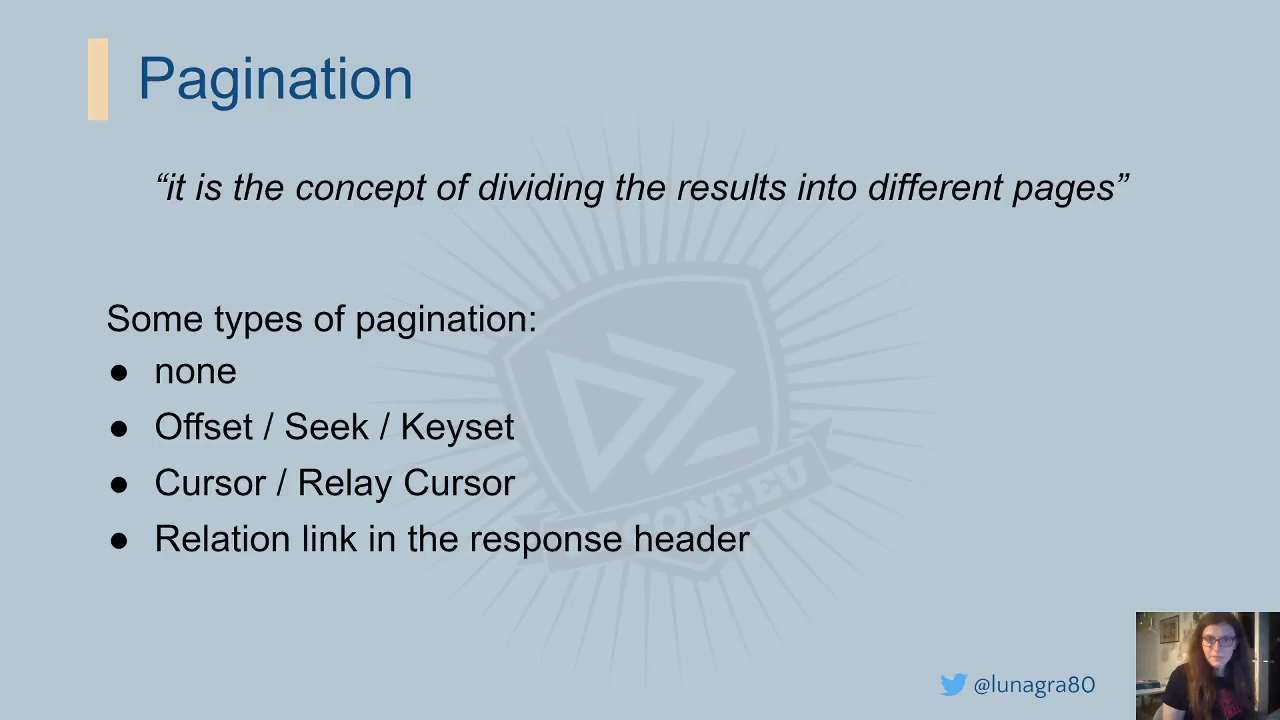 Pagination
“it is the concept of dividing the results into different pages”
Some types of pagination:
● none
● Offset / Seek / Keyset
● Cursor / Relay Cursor
● Relation link in the response header
@lunagra80